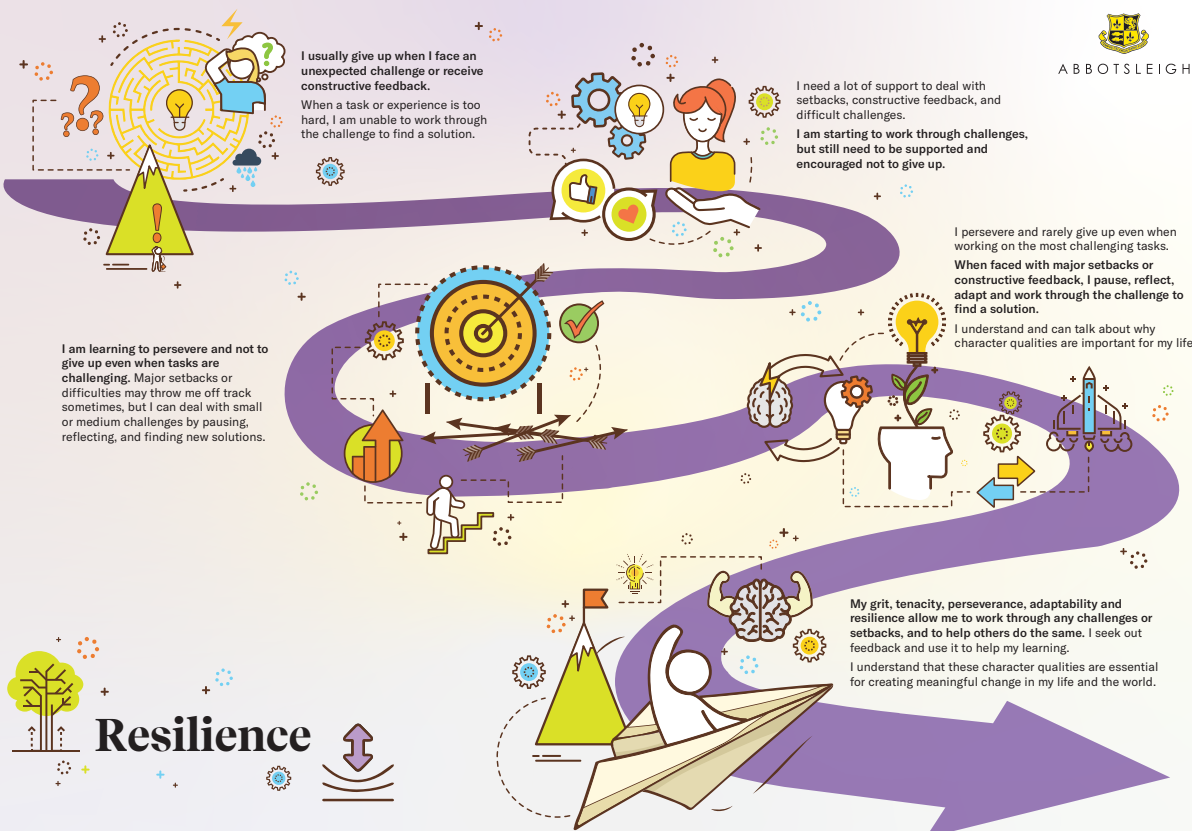 ABBOTSLEIGH
I usually give up when I face an
unexpected challenge or receive
constructive feedback.
When a task or experience is too
hard, I am unable to work through
the challenge to find a solution.
I need a lot of support to deal with
setbacks, constructive feedback, and
difficult challenges.
I am starting to work through challenges,
but still need to be supported and
encouraged not to give up.
I persevere and rarely give up even when
working on the most challenging tasks.
When faced with major setbacks or
constructive feedback, I pause, reflect,
adapt and work through the challenge to
find a solution.
I understand and can talk about why
character qualities are important for my life
I am learning to persevere and not to
give up even when tasks are
challenging. Major setbacks or
difficulties may throw me off track
sometimes, but I can deal with small
or medium challenges by pausing,
reflecting, and finding new solutions.
My grit, tenacity, perseverance, adaptability and
resilience allow me to work through any challenges or
setbacks, and to help others do the same. I seek out
feedback and use it to help my learning.
I understand that these character qualities are essential
for creating meaningful change in my life and the world.
Resilience